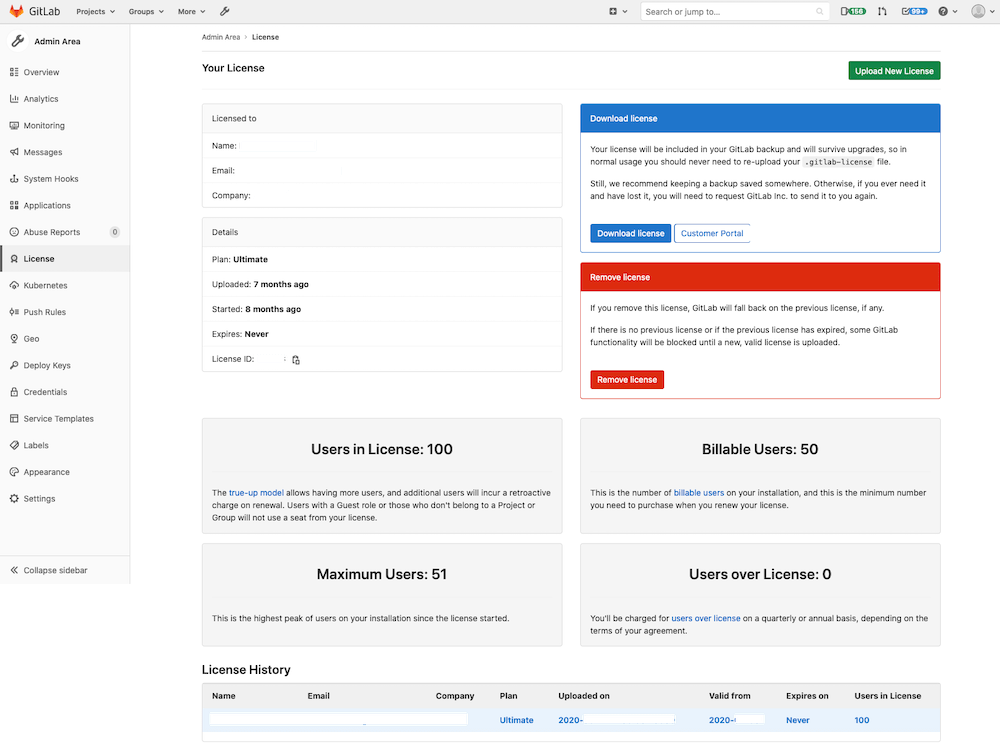 GitLab Projects Groups More Search or jump to... 156 99+
Admin Area
Overview
Analytics
Monitoring
Messages
System Hooks
Applications
Abuse Reports 0
License
Kubernetes
Push Rules
Geo
Deploy Keys
Credentials
Service Templates
Labels
Appearance
Settings
Collapse sidebar
Admin Area › License
Your License
Upload New License
Licensed to
Name:
Email:
Company:
Details
Plan: Ultimate
Uploaded: 7 months ago
Started: 8 months ago
Expires: Never
License ID:
Download license
Your license will be included in your GitLab backup and will survive upgrades, so in
normal usage you should never need to re-upload your .gitlab-license file.
Still, we recommend keeping a backup saved somewhere. Otherwise, if you ever need it
and have lost it, you will need to request GitLab Inc. to send it to you again.
Download license Customer Portal
Remove license
If you remove this license, GitLab will fall back on the previous license, if any.
If there is no previous license or if the previous license has expired, some GitLab
functionality will be blocked until a new, valid license is uploaded.
Remove license
Users in License: 100
The true-up model allows having more users, and additional users will incur a retroactive
charge on renewal. Users with a Guest role or those who don't belong to a Project or
Group will not use a seat from your license.
Billable Users: 50
This is the number of billable users on your installation, and this is the minimum number
you need to purchase when you renew your license.
Maximum Users: 51
This is the highest peak of users on your installation since the license started.
Users over License: 0
You'll be charged for users over license on a quarterly or annual basis, depending on the
terms of your agreement.
License History
Name Email Company Plan Uploaded on Valid from Expires on Users in License
Ultimate 2020- 2020- Never 100